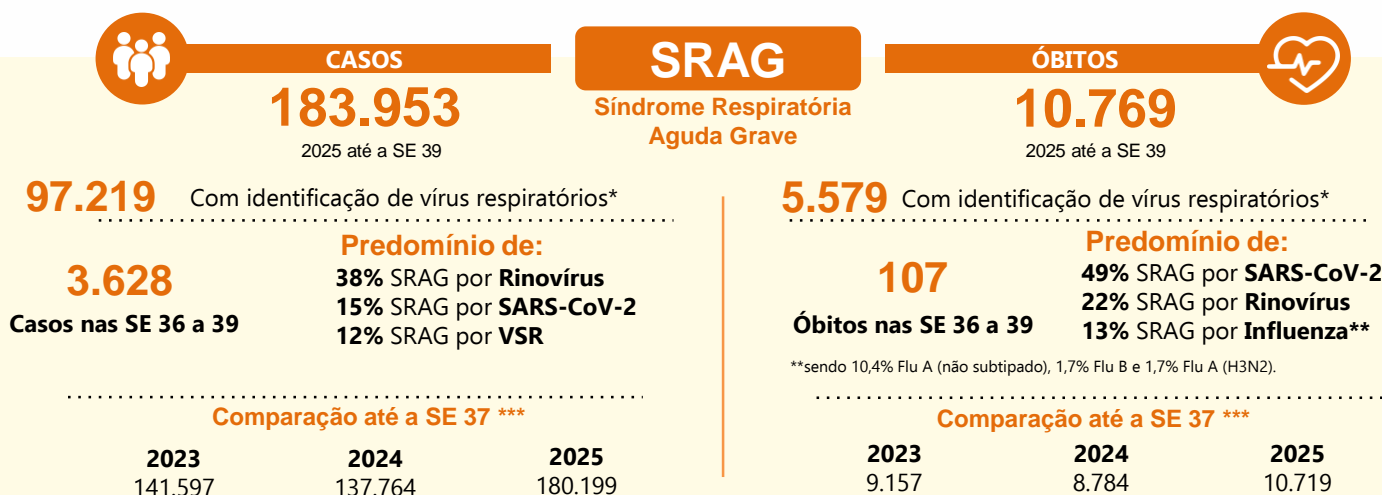 CASOS
183.953
2025 até a SE 39
SRAG
Síndrome Respiratória
Aguda Grave
ÓBITOS
10.769
2025 até a SE 39
97.219 Com identificação de vírus respiratórios*
3.628
Casos nas SE 36 a 39
Predomínio de:
38% SRAG por Rinovírus
15% SRAG por SARS-CoV-2
12% SRAG por VSR
Comparação até a SE 37 ***
2023 2024 2025
141.597 137.764 180.199
5.579 Com identificação de vírus respiratórios*
107
Óbitos nas SE 36 a 39
Predomínio de:
49% SRAG por SARS-CoV-2
22% SRAG por Rinovírus
13% SRAG por Influenza**
**sendo 10,4% Flu A (não subtipado), 1,7% Flu B e 1,7% Flu A (H3N2).
Comparação até a SE 37 ***
2023 2024 2025
9.157 8.784 10.719